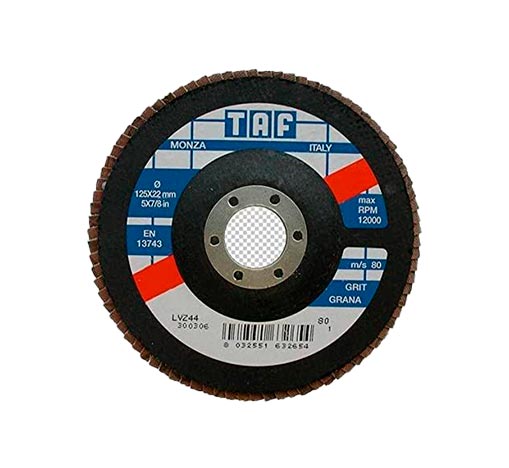 TAF
MONZA ITALY
Ø
125X22 mm
5X7/8 in
max
RPM
12000
EN
13743
m/s 80
GRIT
GRANA
LVZ44
300306
80
1
8 032551 632654